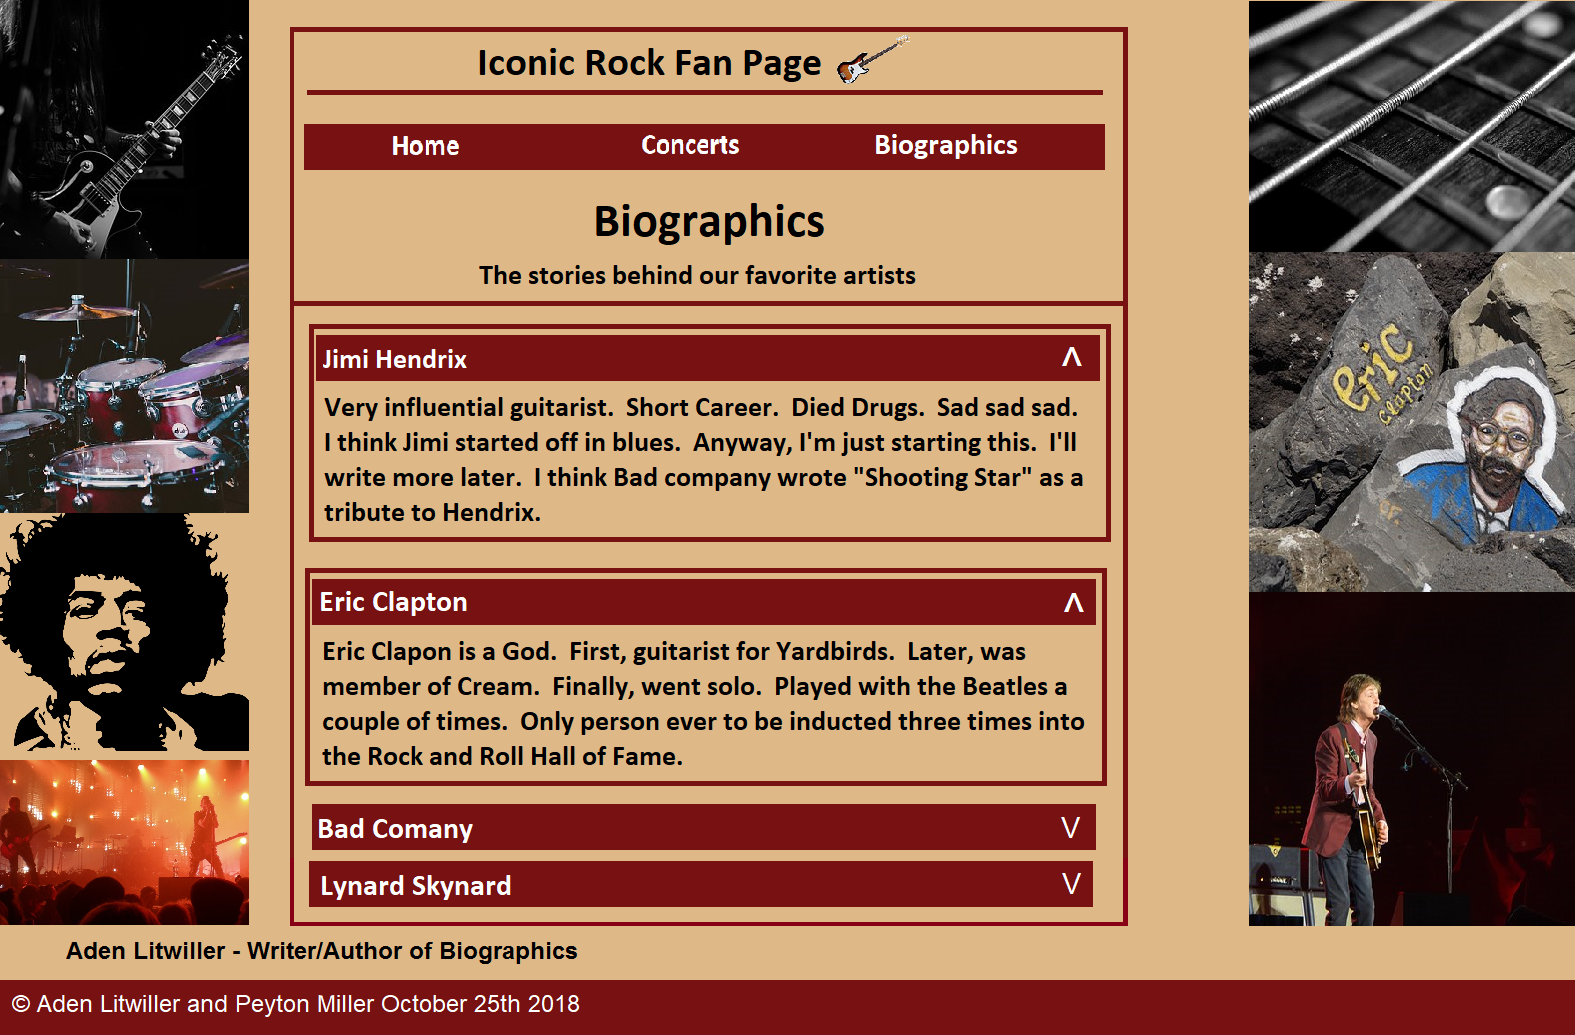 Iconic Rock Fan Page
Home Concerts Biographics
Biographics
The stories behind our favorite artists
Jimi Hendrix
Very influential guitarist. Short Career. Died Drugs. Sad sad sad.
I think Jimi started off in blues. Anyway, I'm just starting this. I'll
write more later. I think Bad company wrote "Shooting Star" as a
tribute to Hendrix.
Eric Clapton
Eric Clapon is a God. First, guitarist for Yardbirds. Later, was
member of Cream. Finally, went solo. Played with the Beatles a
couple of times. Only person ever to be inducted three times into
the Rock and Roll Hall of Fame.
Bad Comany V
Lynard Skynard V
eric
clapton
Aden Litwiller - Writer/Author of Biographics
© Aden Litwiller and Peyton Miller October 25th 2018